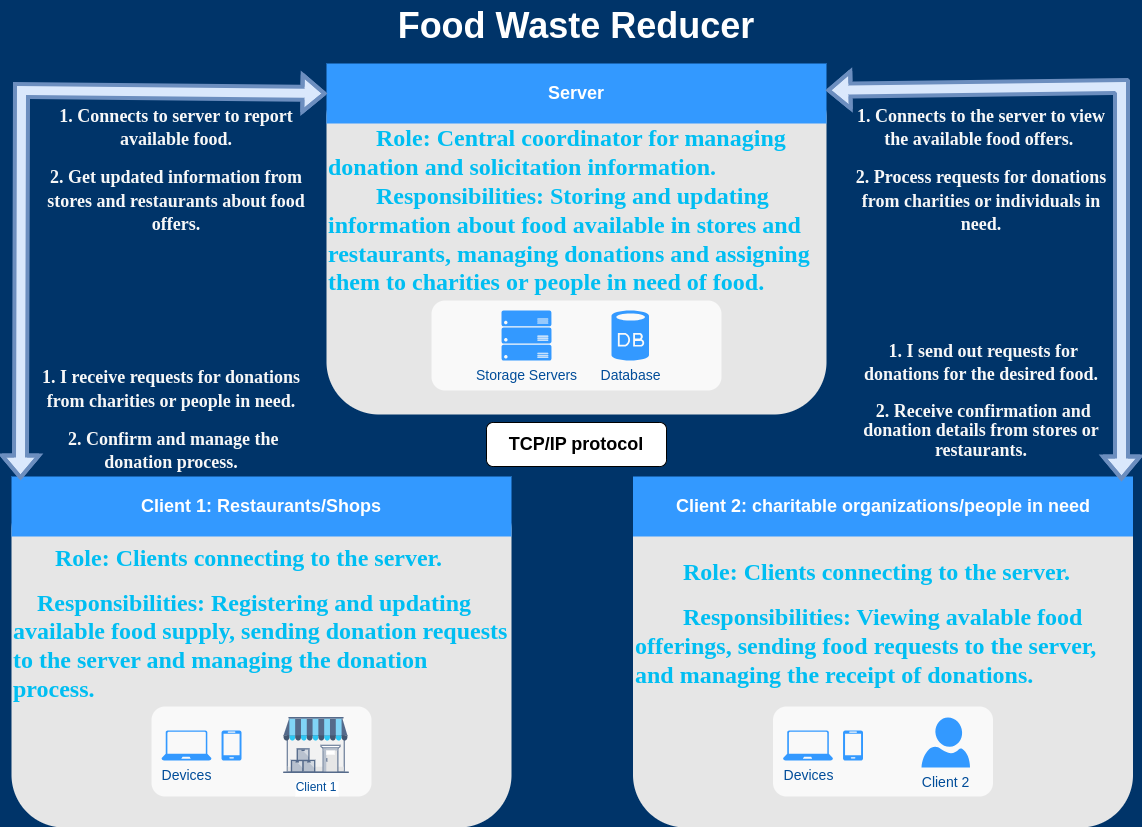 Food Waste Reducer
Server
Role: Central coordinator for managing
donation and solicitation information.
Responsibilities: Storing and updating
information about food available in stores and
restaurants, managing donations and assigning
them to charities or people in need of food.
Storage Servers
DB
Database
1. Connects to server to report
available food.
2. Get updated information from
stores and restaurants about food
offers.
1. Connects to the server to view
the available food offers.
2. Process requests for donations
from charities or individuals in
need.
1. I receive requests for donations
from charities or people in need.
2. Confirm and manage the
donation process.
1. I send out requests for
donations for the desired food.
2. Receive confirmation and
donation details from stores or
restaurants.
TCP/IP protocol
Client 1: Restaurants/Shops
Role: Clients connecting to the server.
Responsibilities: Registering and updating
available food supply, sending donation requests
to the server and managing the donation
process.
Devices
Client 1
Client 2: charitable organizations/people in need
Role: Clients connecting to the server.
Responsibilities: Viewing avalable food
offerings, sending food requests to the server,
and managing the receipt of donations.
Devices
Client 2